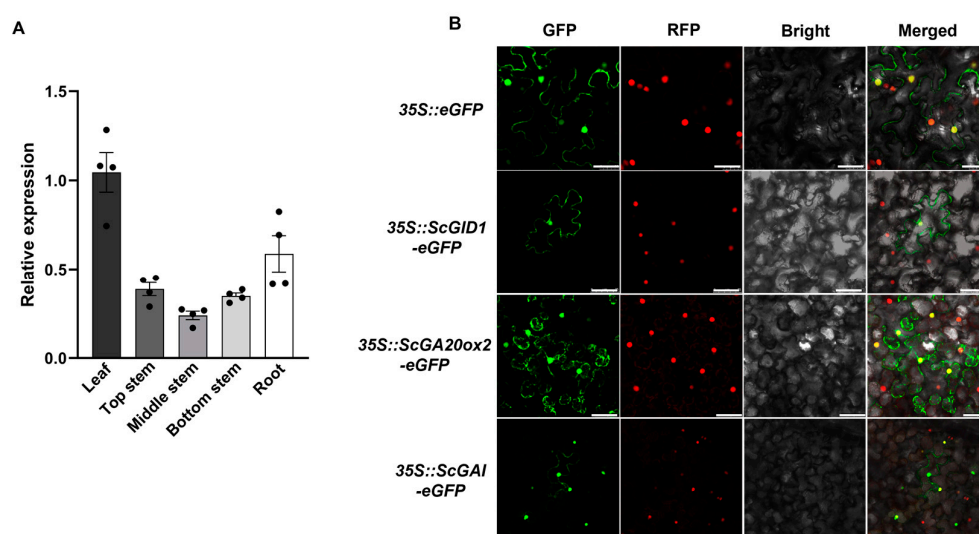 A
Relative expression
1.5
1.0
0.5
0.0
Leaf
Top stem
Middle stem
Bottom stem
Root
B
GFP
RFP
Bright
Merged
35S::eGFP
35S::ScGID1
-eGFP
35S::ScGA20ox2
-eGFP
35S::ScGAI
-eGFP